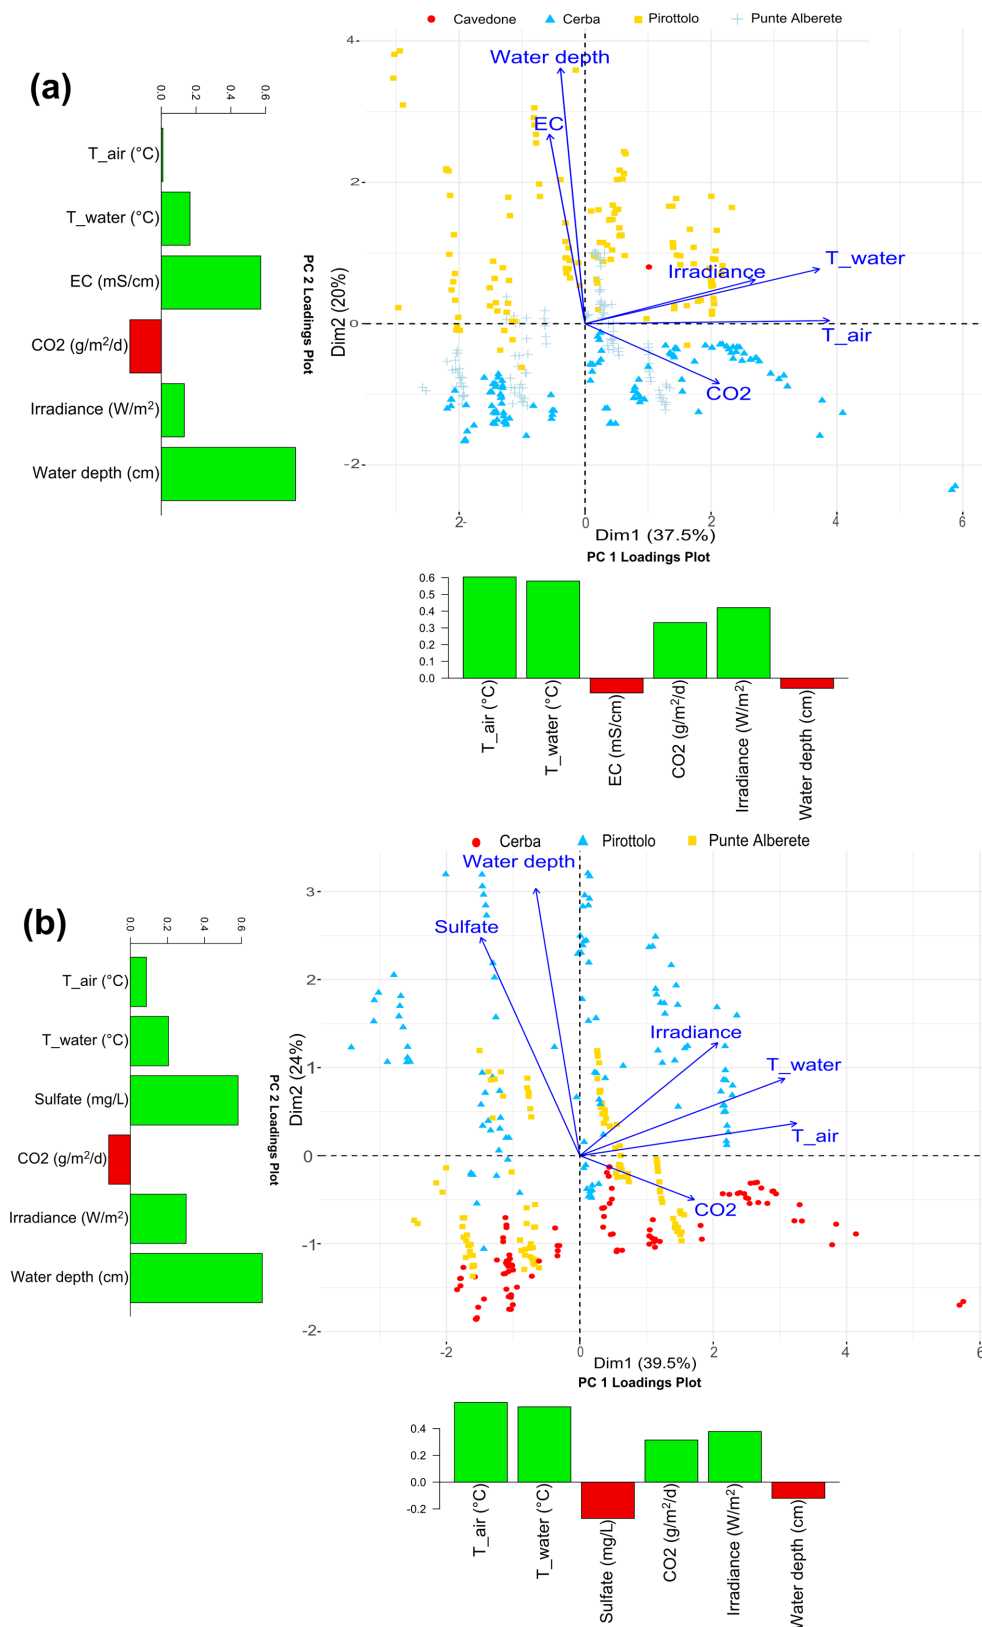 Cavedone Cerba Pirottolo Punte Alberete
(a)
0.0 0.2 0.4 0.6
T_air (°C)
T_water (°C)
EC (mS/cm)
CO2 (g/m²/d)
Irradiance (W/m²)
Water depth (cm)
PC 2 Loadings Plot
Dim2 (20%)
4-
2-
0-
-2-
Water depth
EC
Irradiance
T_water
T_air
CO2
2- 0 2 4 6
Dim1 (37.5%)
PC 1 Loadings Plot
0.6
0.5
0.4
0.3
0.2
0.1
0.0
T_air (°C)
T_water (°C)
EC (mS/cm)
CO2 (g/m²/d)
Irradiance (W/m²)
Water depth (cm)
Cerba Pirottolo Punte Alberete
(b)
0.0 0.2 0.4 0.6
T_air (°C)
T_water (°C)
Sulfate (mg/L)
CO2 (g/m²/d)
Irradiance (W/m²)
Water depth (cm)
PC 2 Loadings Plot
Dim2 (24%)
3-
2-
1-
0-
-1-
-2-
Water depth
Sulfate
Irradiance
T_water
T_air
CO2
-2 0 2 4 6
Dim1 (39.5%)
PC 1 Loadings Plot
0.4
0.2
0.0
-0.2
T_air (°C)
T_water (°C)
Sulfate (mg/L)
CO2 (g/m²/d)
Irradiance (W/m²)
Water depth (cm)